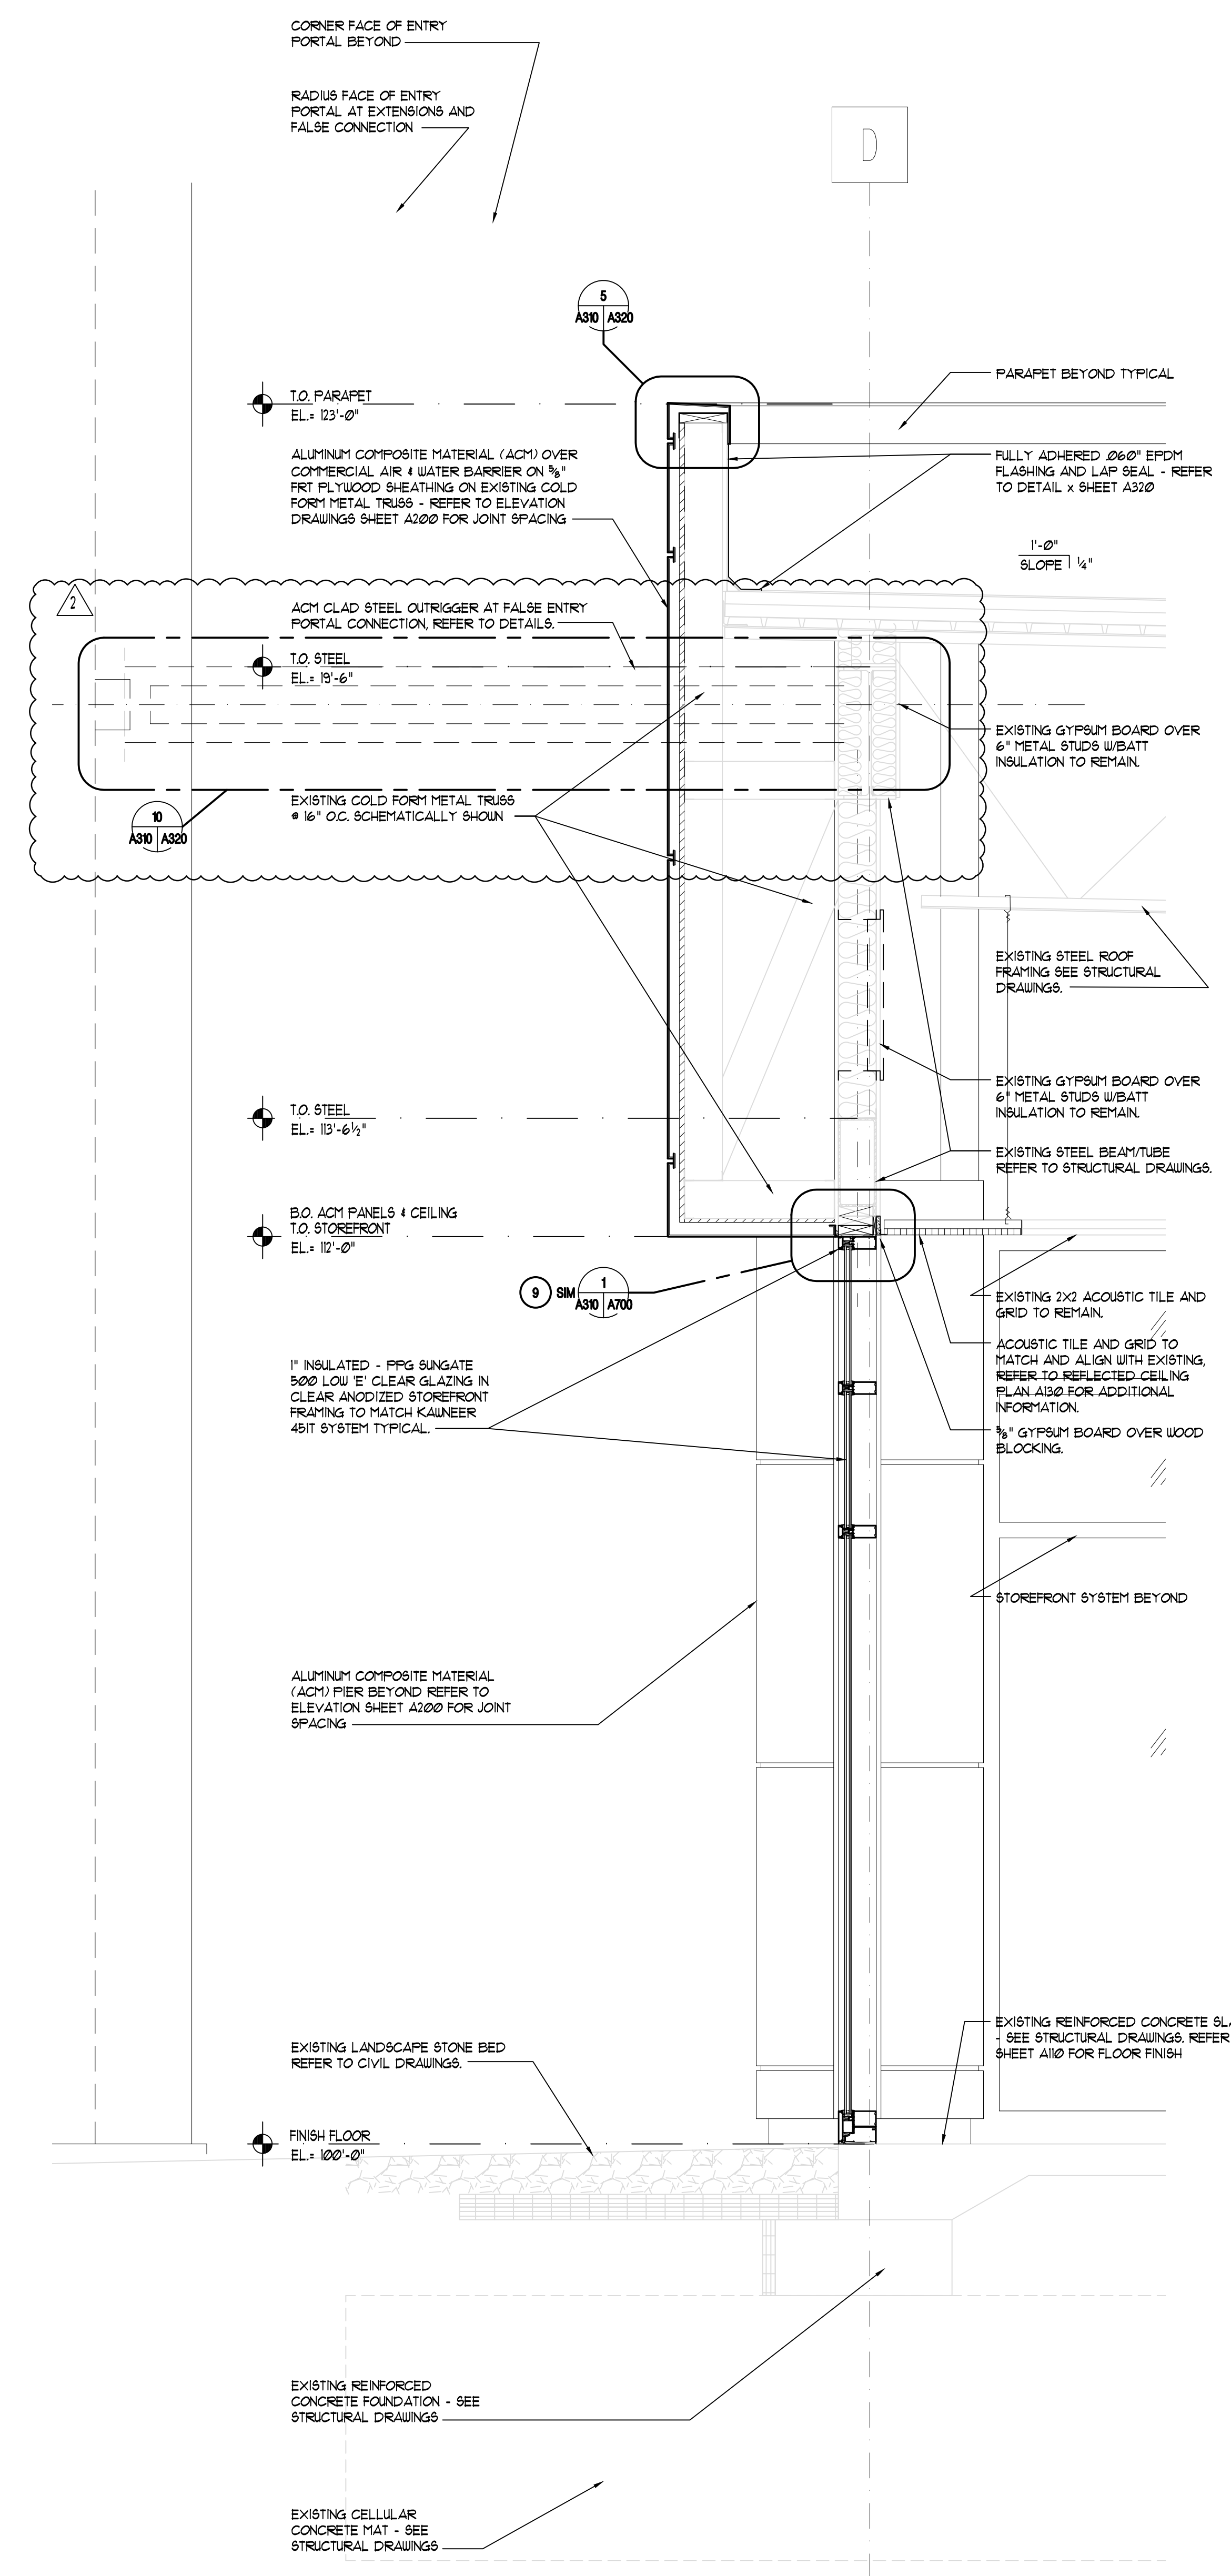 CORNER FACE OF ENTRY
PORTAL BEYOND
RADIUS FACE OF ENTRY
PORTAL AT EXTENSIONS AND
FALSE CONNECTION
D
5
A310 A320
T.O. PARAPET
EL.= 123'-0"
PARAPET BEYOND TYPICAL
ALUMINUM COMPOSITE MATERIAL (ACM) OVER
COMMERCIAL AIR & WATER BARRIER ON 5/8"
FRT PLYWOOD SHEATHING ON EXISTING COLD
FORM METAL TRUSS - REFER TO ELEVATION
DRAWINGS SHEET A200 FOR JOINT SPACING
FULLY ADHERED .060" EPDM
FLASHING AND LAP SEAL - REFER
TO DETAIL x SHEET A320
1'-0"
SLOPE 1/4"
2
ACM CLAD STEEL OUTRIGGER AT FALSE ENTRY
PORTAL CONNECTION, REFER TO DETAILS.
T.O. STEEL
EL.= 19'-6"
EXISTING GYPSUM BOARD OVER
6" METAL STUDS W/BATT
INSULATION TO REMAIN.
EXISTING COLD FORM METAL TRUSS
@ 16" O.C. SCHEMATICALLY SHOWN
10
A310 A320
EXISTING STEEL ROOF
FRAMING SEE STRUCTURAL
DRAWINGS.
EXISTING GYPSUM BOARD OVER
6" METAL STUDS W/BATT
INSULATION TO REMAIN.
T.O. STEEL
EL.= 113'-6 1/2"
EXISTING STEEL BEAM/TUBE
REFER TO STRUCTURAL DRAWINGS.
B.O. ACM PANELS & CEILING
T.O. STOREFRONT
EL.= 112'-0"
9 SIM 1
A310 A700
EXISTING 2X2 ACOUSTIC TILE AND
GRID TO REMAIN.
ACOUSTIC TILE AND GRID TO
MATCH AND ALIGN WITH EXISTING,
REFER TO REFLECTED CEILING
PLAN A130 FOR ADDITIONAL
INFORMATION.
1" INSULATED - PPG SUNGATE
500 LOW 'E' CLEAR GLAZING IN
CLEAR ANODIZED STOREFRONT
FRAMING TO MATCH KAWNEER
451T SYSTEM TYPICAL.
5/8" GYPSUM BOARD OVER WOOD
BLOCKING.
STOREFRONT SYSTEM BEYOND
ALUMINUM COMPOSITE MATERIAL
(ACM) PIER BEYOND REFER TO
ELEVATION SHEET A200 FOR JOINT
SPACING
EXISTING REINFORCED CONCRETE SL
- SEE STRUCTURAL DRAWINGS. REFER
SHEET A110 FOR FLOOR FINISH
EXISTING LANDSCAPE STONE BED
REFER TO CIVIL DRAWINGS.
FINISH FLOOR
EL.= 100'-0"
EXISTING REINFORCED
CONCRETE FOUNDATION - SEE
STRUCTURAL DRAWINGS
EXISTING CELLULAR
CONCRETE MAT - SEE
STRUCTURAL DRAWINGS